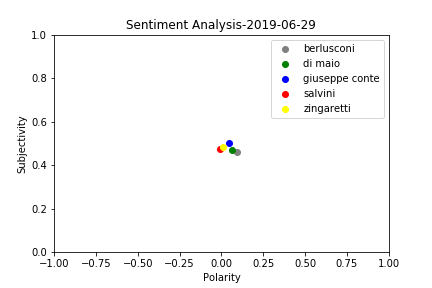 Sentiment Analysis-2019-06-29
1.0
0.8
0.6
0.4
0.2
0.0
Subjectivity
berlusconi
di maio
giuseppe conte
salvini
zingaretti
−1.00 −0.75 −0.50 −0.25 0.00 0.25 0.50 0.75 1.00
Polarity